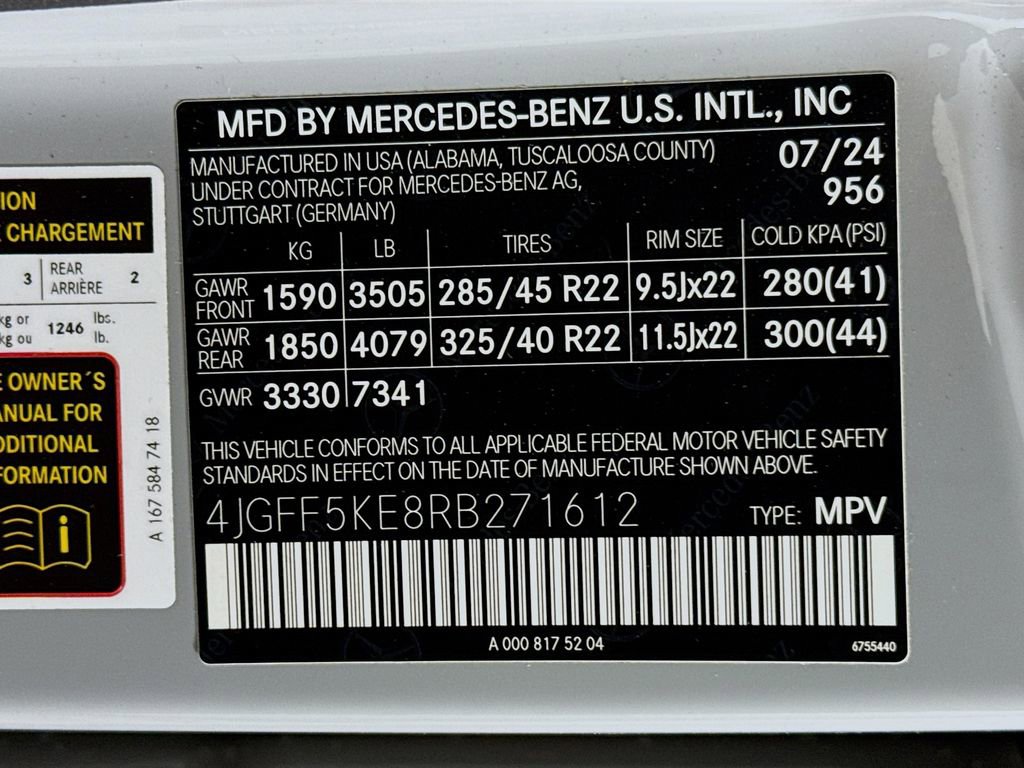 MFD BY MERCEDES-BENZ U.S. INTL., INC
MANUFACTURED IN USA (ALABAMA, TUSCALOOSA COUNTY) 07/24
UNDER CONTRACT FOR MERCEDES-BENZ AG, 956
STUTTGART (GERMANY)
KG LB TIRES RIM SIZE COLD KPA (PSI)
GAWR FRONT 1590 3505 285/45 R22 9.5Jx22 280(41)
GAWR REAR 1850 4079 325/40 R22 11.5Jx22 300(44)
GVWR 3330 7341
THIS VEHICLE CONFORMS TO ALL APPLICABLE FEDERAL MOTOR VEHICLE SAFETY
STANDARDS IN EFFECT ON THE DATE OF MANUFACTURE SHOWN ABOVE.
4JGFF5KE8RB271612 TYPE: MPV
A 000 817 52 04 6755440
ION
E CHARGEMENT
3 REAR ARRIÈRE 2
kg or 1246 lbs.
kg ou lb.
E OWNER´S
ANUAL FOR
DDITIONAL
FORMATION
i
A 167 584 74 18